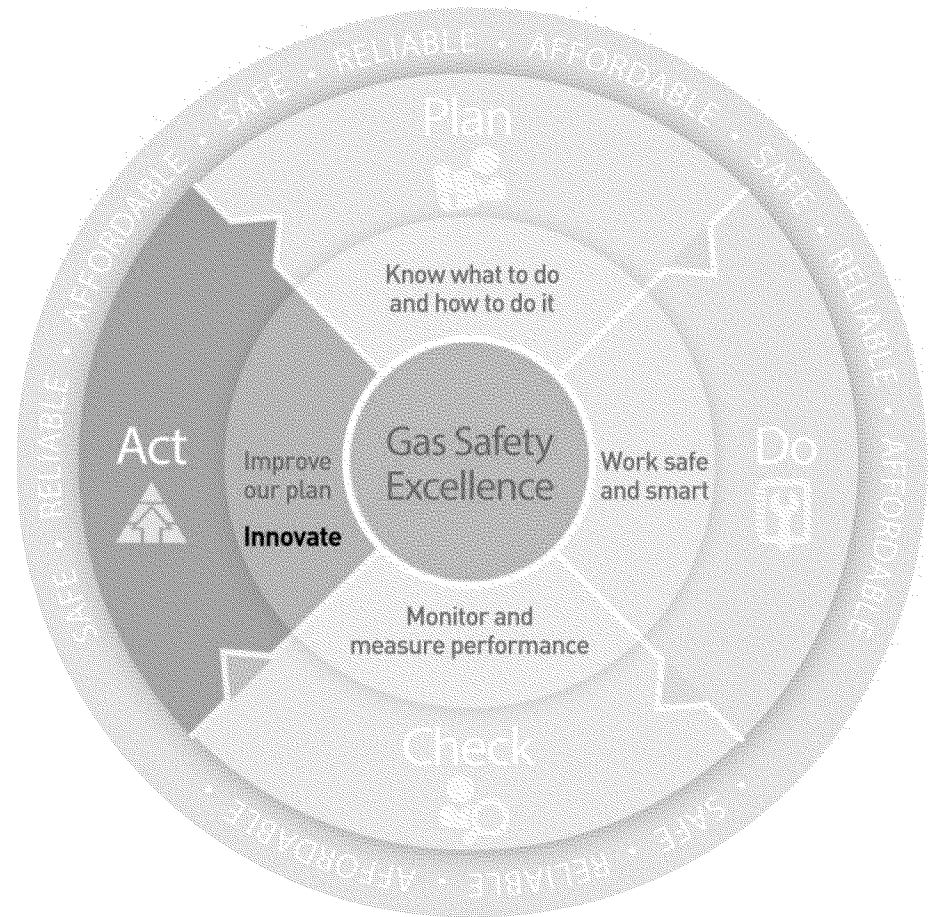 SAFE • RELIABLE • AFFORDABLE • SAFE • RELIABLE • AFFORDABLE • SAFE • RELIABLE • AFFORDABLE • SAFE • RELIABLE • AFFORDABLE •
Plan
Know what to do
and how to do it
Do
Work safe
and smart
Check
Monitor and
measure performance
Act
Improve
our plan
Innovate
Gas Safety
Excellence